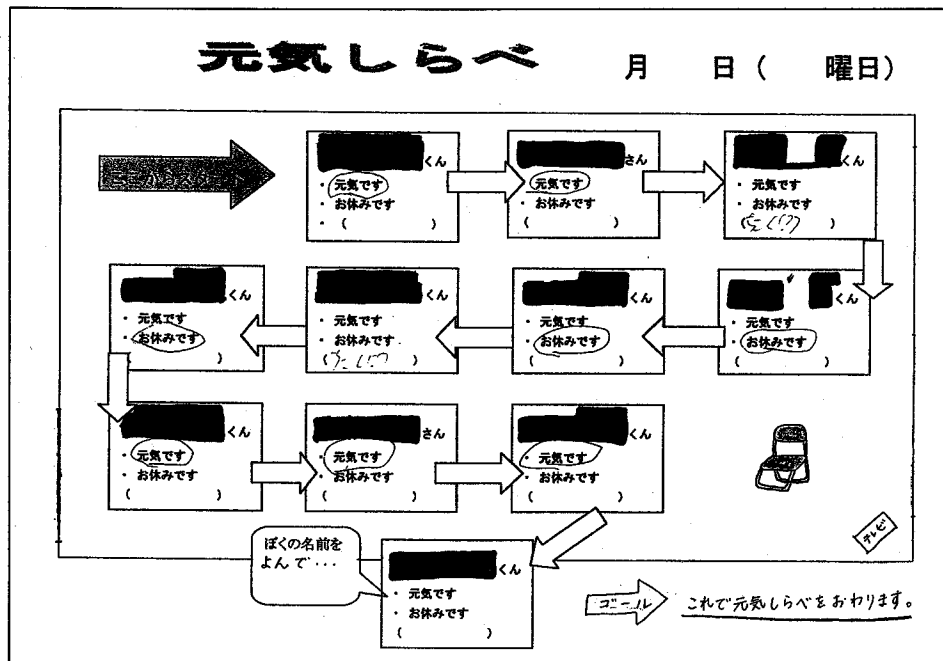 元気しらべ 月 日( 曜日)
くん
・ 元気です
・ お休みです
・ ( )
さん
・ 元気です
・ お休みです
( )
くん
・ 元気です
・ お休みです
くん
・ 元気です
・ お休みです
( )
くん
・ 元気です
・ お休みです
( )
くん
・ 元気です
・ お休みです
くん
・ 元気です
・ お休みです
( )
くん
・ 元気です
・ お休みです
( )
さん
・ 元気です
・ お休みです
( )
くん
・ 元気です
・ お休みです
( )
テレビ
ぼくの名前を
よんで・・・
くん
・ 元気です
・ お休みです
( )
ゴール
これで元気しらべをおわります。